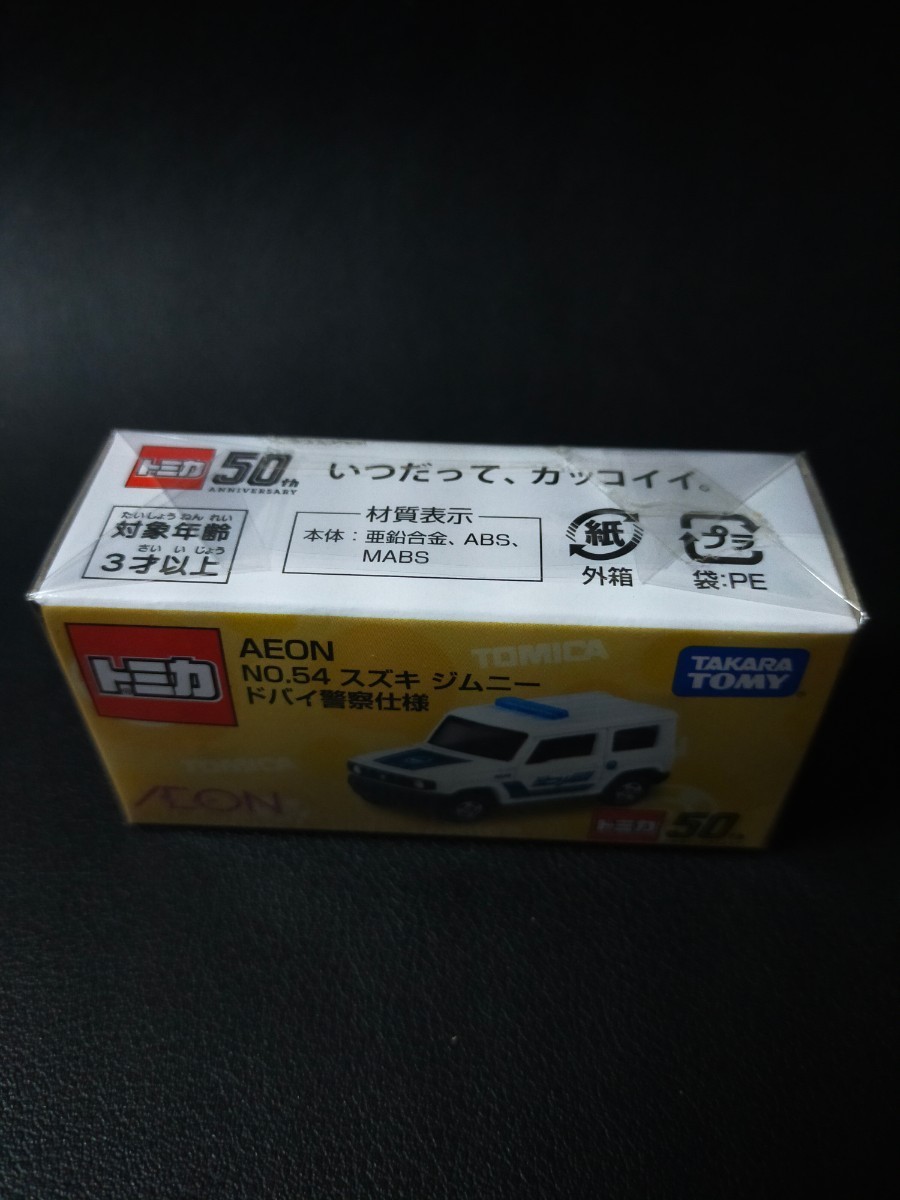 トミカ 50th ANNIVERSARY いつだって、カッコイイ。
たいしょう ねん れい
対象年齢
さい い じょう
3才以上
材質表示
本体：亜鉛合金、ABS、
MABS
紙
外箱
プラ
袋：PE
トミカ
AEON
NO.54 スズキ ジムニー
ドバイ警察仕様
TOMICA
TAKARA
TOMY
TOMICA
ÆON
トミカ 50th